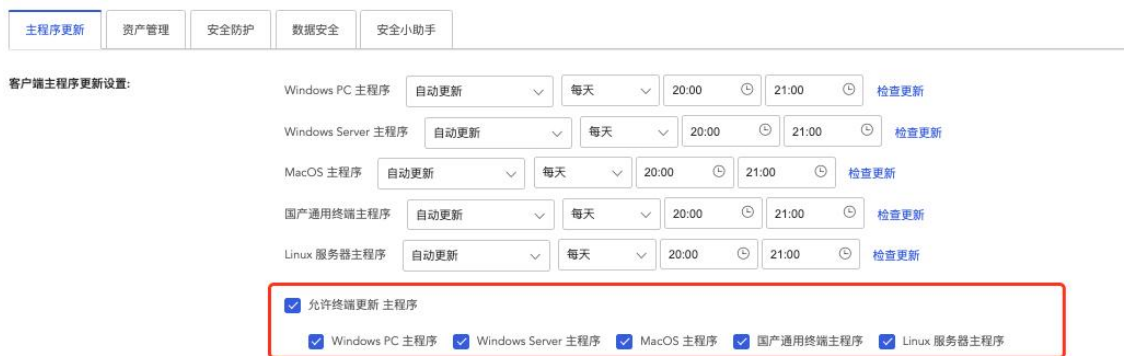 主程序更新 资产管理 安全防护 数据安全 安全小助手
客户端主程序更新设置:
Windows PC 主程序 自动更新 每天 20:00 21:00 检查更新
Windows Server 主程序 自动更新 每天 20:00 21:00 检查更新
MacOS 主程序 自动更新 每天 20:00 21:00 检查更新
国产通用终端主程序 自动更新 每天 20:00 21:00 检查更新
Linux 服务器主程序 自动更新 每天 20:00 21:00 检查更新
允许终端更新 主程序
Windows PC 主程序 Windows Server 主程序 MacOS 主程序 国产通用终端主程序 Linux 服务器主程序